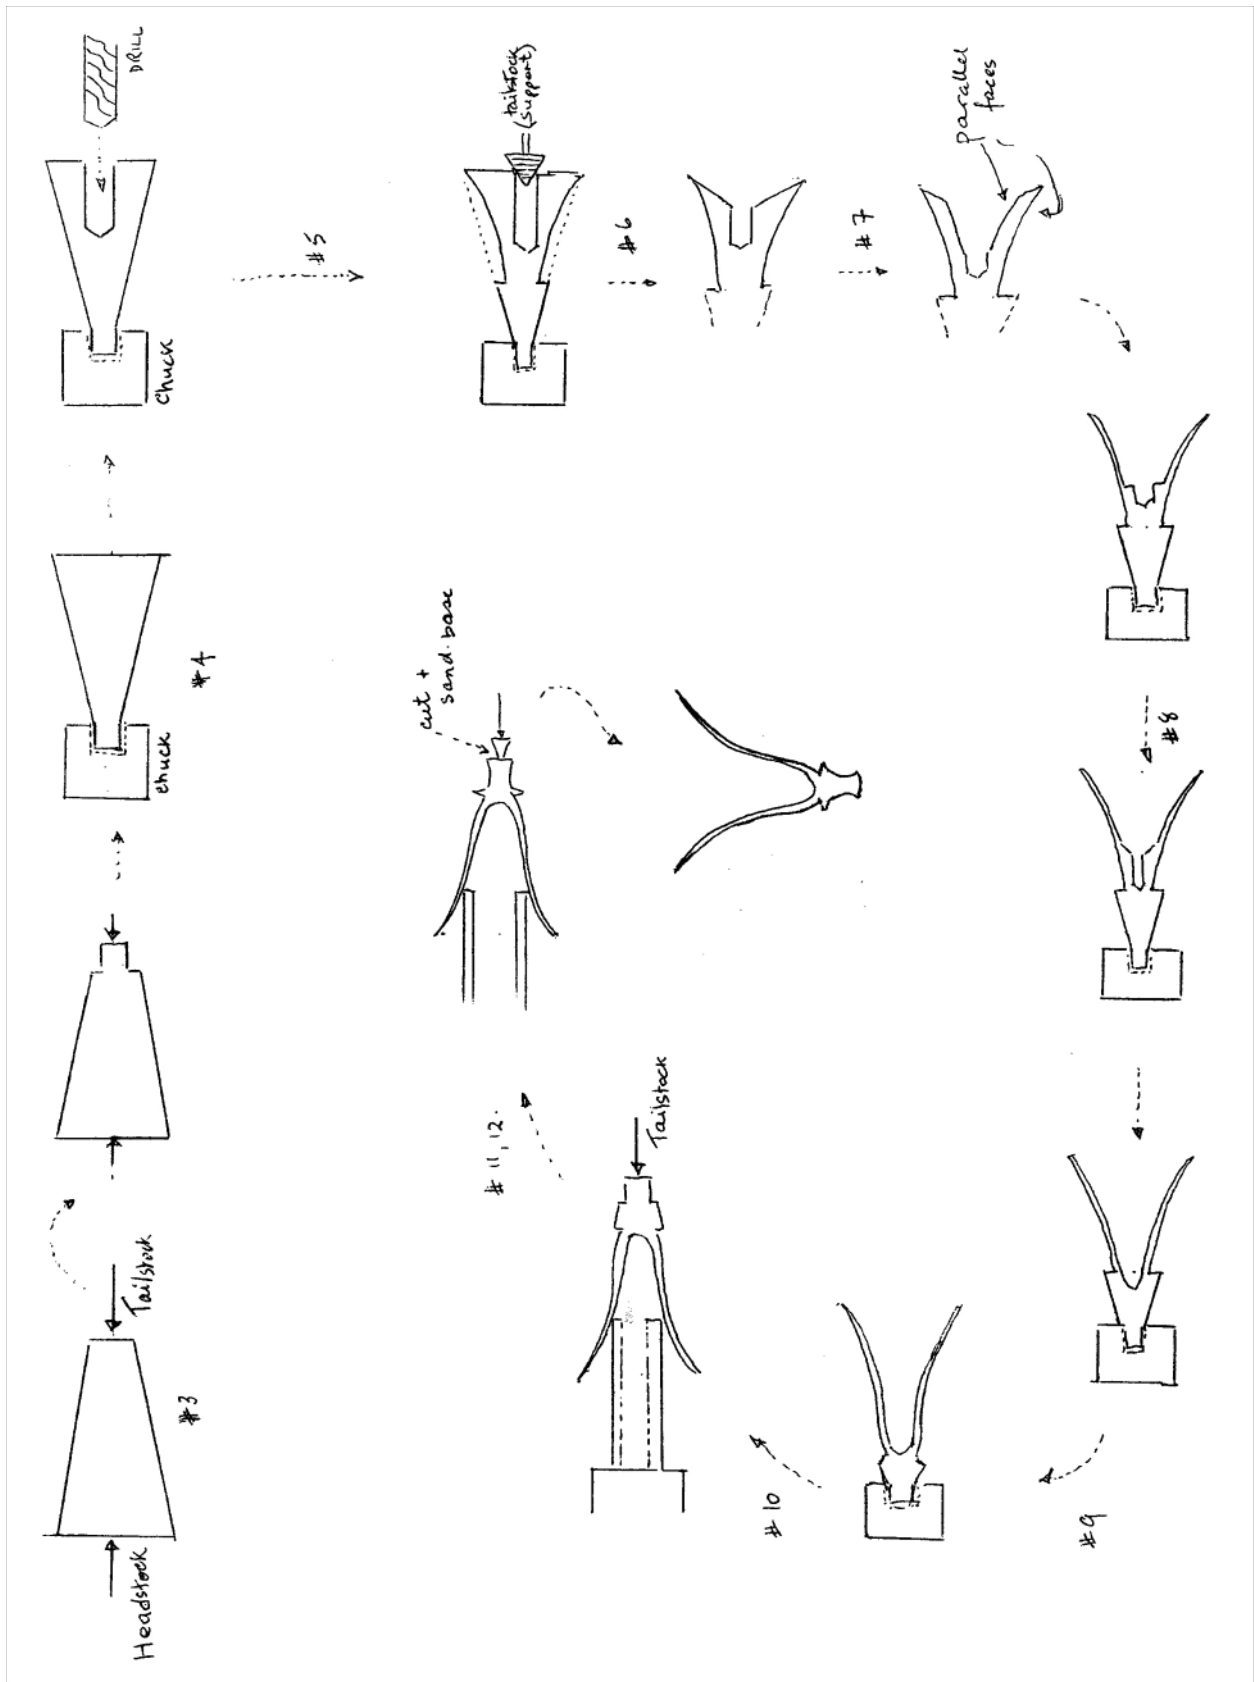 Headstock
Tailstock
#3
chuck
#4
chuck
DRILL
#5
tailstock
(support)
#6
#7
parallel
faces
#8
#9
#10
Tailstock
#11, 12.
cut +
sand base